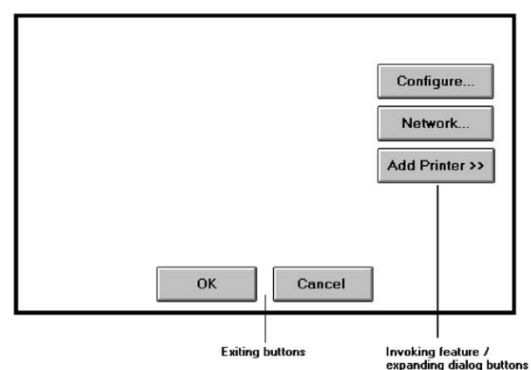 Configure...
Network...
Add Printer >>
OK
Cancel
Exiting buttons
Invoking feature /
expanding dialog buttons